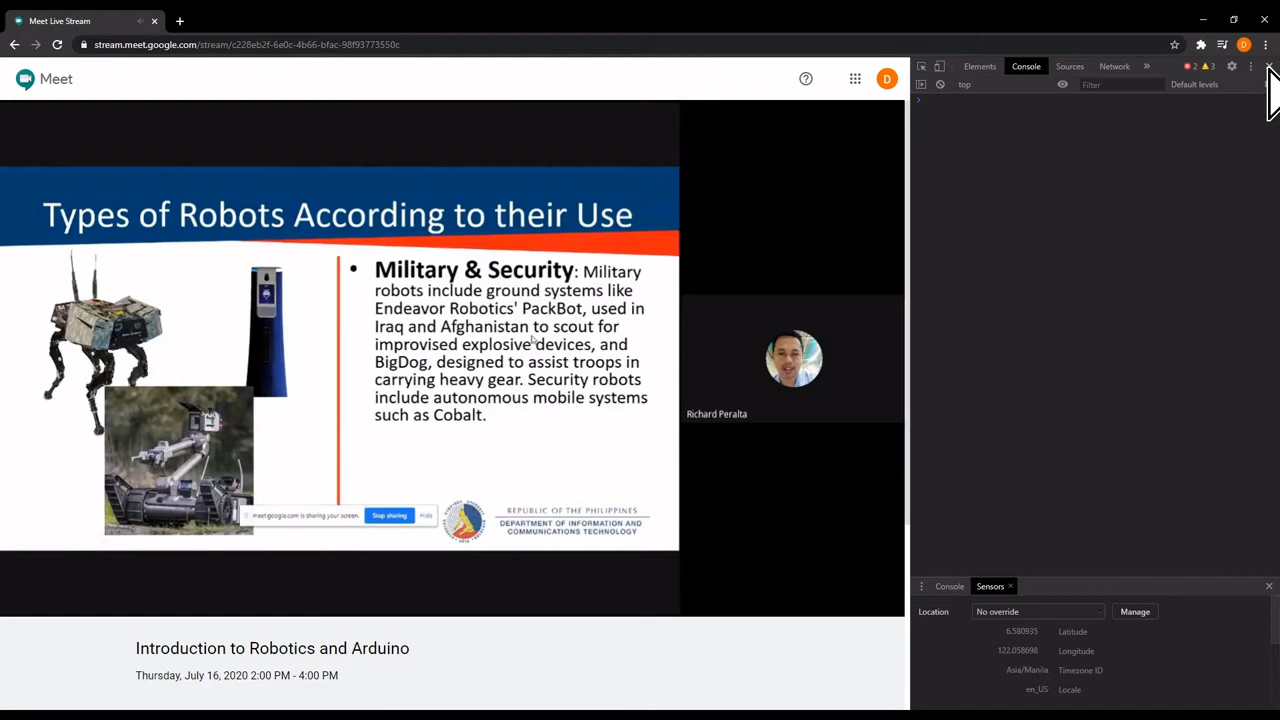 Meet Live Stream
stream.meet.google.com/stream/c228eb2f-6e0c-4b66-bfac-98f93773550c
D
Meet
D
Elements
Console
Sources
Network
2
3
top
Filter
Default levels
Types of Robots According to their Use
• Military & Security: Military
robots include ground systems like
Endeavor Robotics' PackBot, used in
Iraq and Afghanistan to scout for
improvised explosive devices, and
BigDog, designed to assist troops in
carrying heavy gear. Security robots
include autonomous mobile systems
such as Cobalt.
meet.google.com is sharing your screen.
Stop sharing
Hide
REPUBLIC OF THE PHILIPPINES
DEPARTMENT OF INFORMATION AND
COMMUNICATIONS TECHNOLOGY
Richard Peralta
Introduction to Robotics and Arduino
Thursday, July 16, 2020 2:00 PM - 4:00 PM
Console
Sensors
Location
No override
Manage
6.580935
Latitude
122.058698
Longitude
Asia/Manila
Timezone ID
en_US
Locale